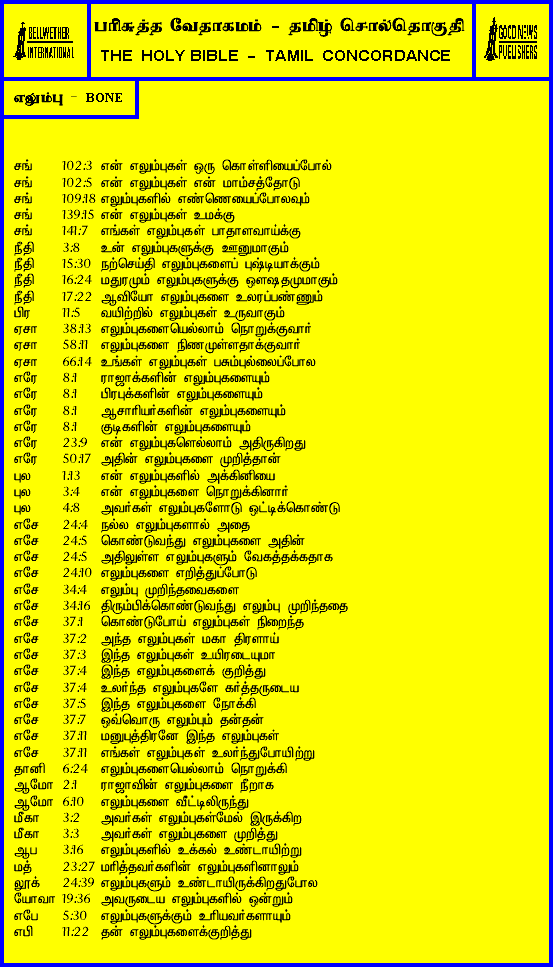 BELLWETHER
INTERNATIONAL
பரிசுத்த வேதாகமம் - தமிழ் சொல்தொகுதி
THE HOLY BIBLE - TAMIL CONCORDANCE
GOOD NEWS
PUBLISHERS
எலும்பு - BONE
சங் 102:3 என் எலும்புகள் ஒரு கொள்ளியைப்போல்
சங் 102:5 என் எலும்புகள் என் மாம்சத்தோடு
சங் 109:18 எலும்புகளில் எண்ணெயைப்போலவும்
சங் 139:15 என் எலும்புகள் உமக்கு
சங் 141:7 எங்கள் எலும்புகள் பாதாளவாய்க்கு
நீதி 3:8 உன் எலும்புகளுக்கு ஊனுமாகும்
நீதி 15:30 நற்செய்தி எலும்புகளைப் புஷ்டியாக்கும்
நீதி 16:24 மதுரமும் எலும்புகளுக்கு ஔஷதமுமாகும்
நீதி 17:22 ஆவியோ எலும்புகளை உலரப்பண்ணும்
பிர 11:5 வயிற்றில் எலும்புகள் உருவாகும்
ஏசா 38:13 எலும்புகளையெல்லாம் நொறுக்குவார்
ஏசா 58:11 எலும்புகளை நிணமுள்ளதாக்குவார்
ஏசா 66:14 உங்கள் எலும்புகள் பசும்புல்லைப்போல
எரே 8:1 ராஜாக்களின் எலும்புகளையும்
எரே 8:1 பிரபுக்களின் எலும்புகளையும்
எரே 8:1 ஆசாரியர்களின் எலும்புகளையும்
எரே 8:1 குடிகளின் எலும்புகளையும்
எரே 23:9 என் எலும்புகளெல்லாம் அதிருகிறது
எரே 50:17 அதின் எலும்புகளை முறித்தான்
புல 1:13 என் எலும்புகளில் அக்கினியை
புல 3:4 என் எலும்புகளை நொறுக்கினார்
புல 4:8 அவர்கள் எலும்புகளோடு ஒட்டிக்கொண்டு
எசே 24:4 நல்ல எலும்புகளால் அதை
எசே 24:5 கொண்டுவந்து எலும்புகளை அதின்
எசே 24:5 அதிலுள்ள எலும்புகளும் வேகத்தக்கதாக
எசே 24:10 எலும்புகளை எறித்துப்போடு
எசே 34:4 எலும்பு முறிந்தவைகளை
எசே 34:16 திரும்பிக்கொண்டுவந்து எலும்பு முறிந்ததை
எசே 37:1 கொண்டுபோய் எலும்புகள் நிறைந்த
எசே 37:2 அந்த எலும்புகள் மகா திரளாய்
எசே 37:3 இந்த எலும்புகள் உயிரடையுமா
எசே 37:4 இந்த எலும்புகளைக் குறித்து
எசே 37:4 உலர்ந்த எலும்புகளே கர்த்தருடைய
எசே 37:5 இந்த எலும்புகளை நோக்கி
எசே 37:7 ஒவ்வொரு எலும்பும் தன்தன்
எசே 37:11 மனுபுத்திரனே இந்த எலும்புகள்
எசே 37:11 எங்கள் எலும்புகள் உலர்ந்துபோயிற்று
தானி 6:24 எலும்புகளையெல்லாம் நொறுக்கி
ஆமோ 2:1 ராஜாவின் எலும்புகளை நீறாக
ஆமோ 6:10 எலும்புகளை வீட்டிலிருந்து
மீகா 3:2 அவர்கள் எலும்புகள்மேல் இருக்கிற
மீகா 3:3 அவர்கள் எலும்புகளை முறித்து
ஆப 3:16 எலும்புகளில் உக்கல் உண்டாயிற்று
மத் 23:27 மரித்தவர்களின் எலும்புகளினாலும்
லூக் 24:39 எலும்புகளும் உண்டாயிருக்கிறதுபோல
யோவா 19:36 அவருடைய எலும்புகளில் ஒன்றும்
எபே 5:30 எலும்புகளுக்கும் உரியவர்களாயும்
எபி 11:22 தன் எலும்புகளைக்குறித்து